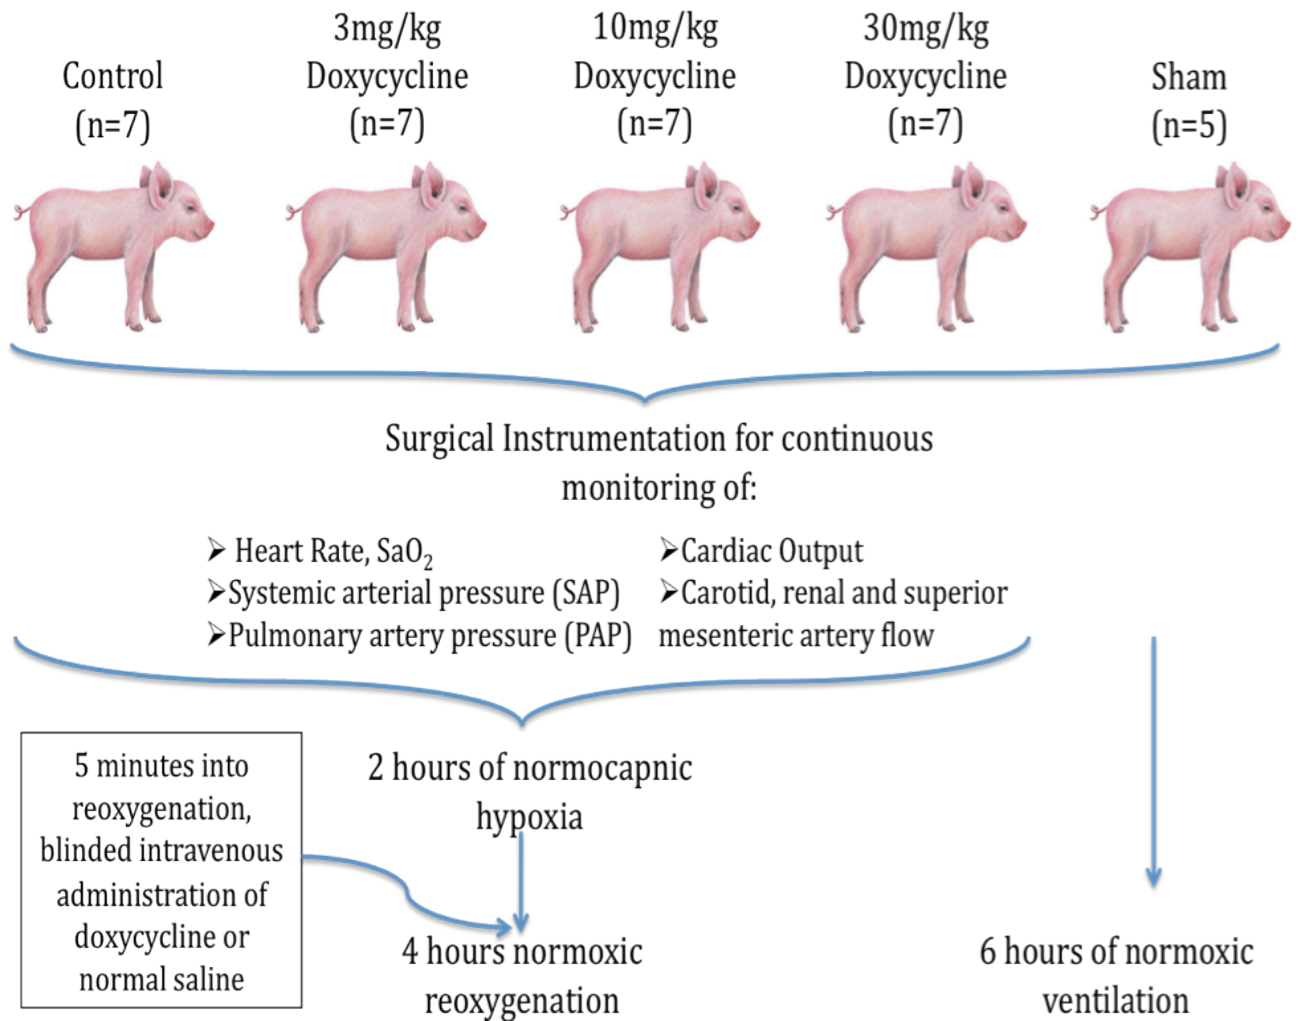 Control
(n=7)
3mg/kg
Doxycycline
(n=7)
10mg/kg
Doxycycline
(n=7)
30mg/kg
Doxycycline
(n=7)
Sham
(n=5)
Surgical Instrumentation for continuous
monitoring of:
➢ Heart Rate, SaO₂
➢Systemic arterial pressure (SAP)
➢Pulmonary artery pressure (PAP)
➢Cardiac Output
➢Carotid, renal and superior
mesenteric artery flow
2 hours of normocapnic
hypoxia
5 minutes into
reoxygenation,
blinded intravenous
administration of
doxycycline or
normal saline
4 hours normoxic
reoxygenation
6 hours of normoxic
ventilation